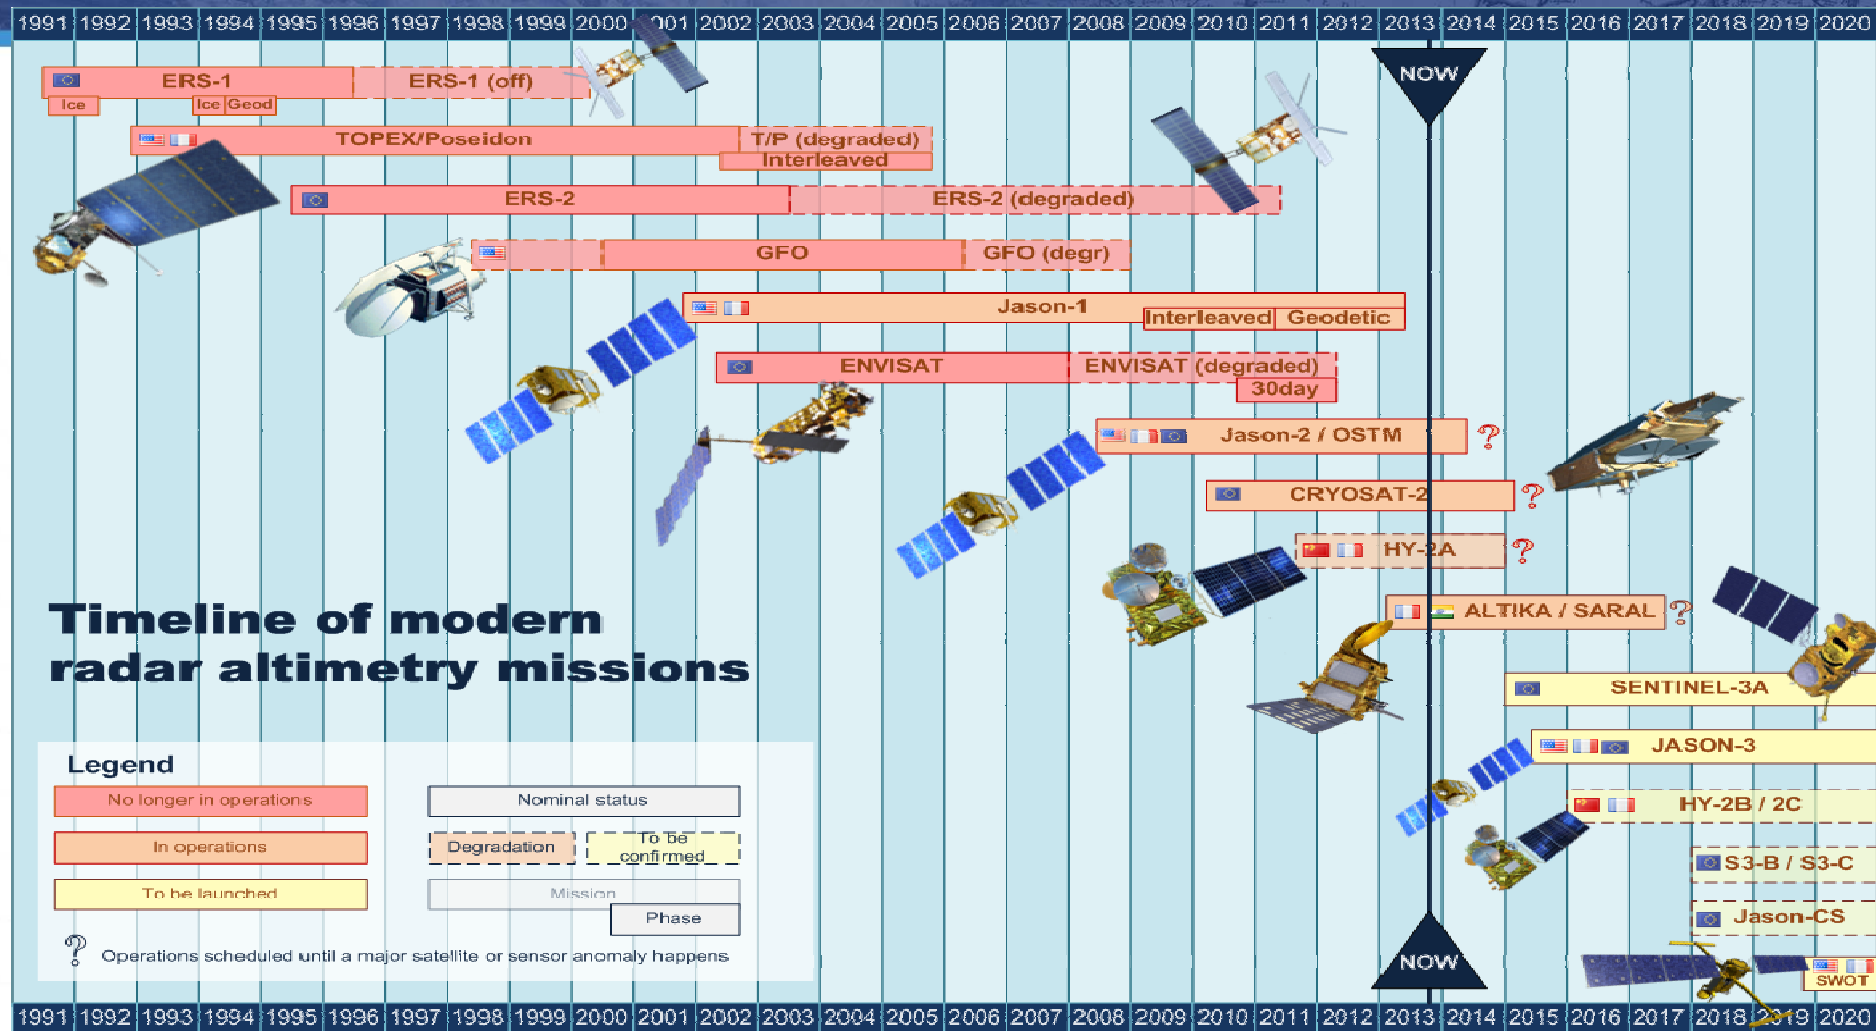 1991 1992 1993 1994 1995 1996 1997 1998 1999 2000 2001 2002 2003 2004 2005 2006 2007 2008 2009 2010 2011 2012 2013 2014 2015 2016 2017 2018 2019 2020
NOW
ERS-1 ERS-1 (off)
Ice Ice Geod
TOPEX/Poseidon T/P (degraded)
Interleaved
ERS-2 ERS-2 (degraded)
GFO GFO (degr)
Jason-1
Interleaved Geodetic
ENVISAT ENVISAT (degraded)
30day
Jason-2 / OSTM ?
CRYOSAT-2 ?
HY-2A ?
ALTIKA / SARAL ?
Timeline of modern
radar altimetry missions
SENTINEL-3A
JASON-3
HY-2B / 2C
S3-B / S3-C
Jason-CS
SWOT
NOW
Legend
No longer in operations
In operations
To be launched
Nominal status
Degradation
To be
confirmed
Mission
Phase
? Operations scheduled until a major satellite or sensor anomaly happens
1991 1992 1993 1994 1995 1996 1997 1998 1999 2000 2001 2002 2003 2004 2005 2006 2007 2008 2009 2010 2011 2012 2013 2014 2015 2016 2017 2018 2019 2020